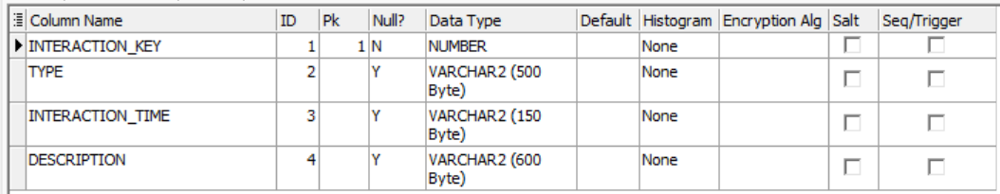 Column Name ID Pk Null? Data Type Default Histogram Encryption Alg Salt Seq/Trigger
INTERACTION_KEY 1 1 N NUMBER None
TYPE 2 Y VARCHAR2 (500 None
Byte)
INTERACTION_TIME 3 Y VARCHAR2 (150 None
Byte)
DESCRIPTION 4 Y VARCHAR2 (600 None
Byte)